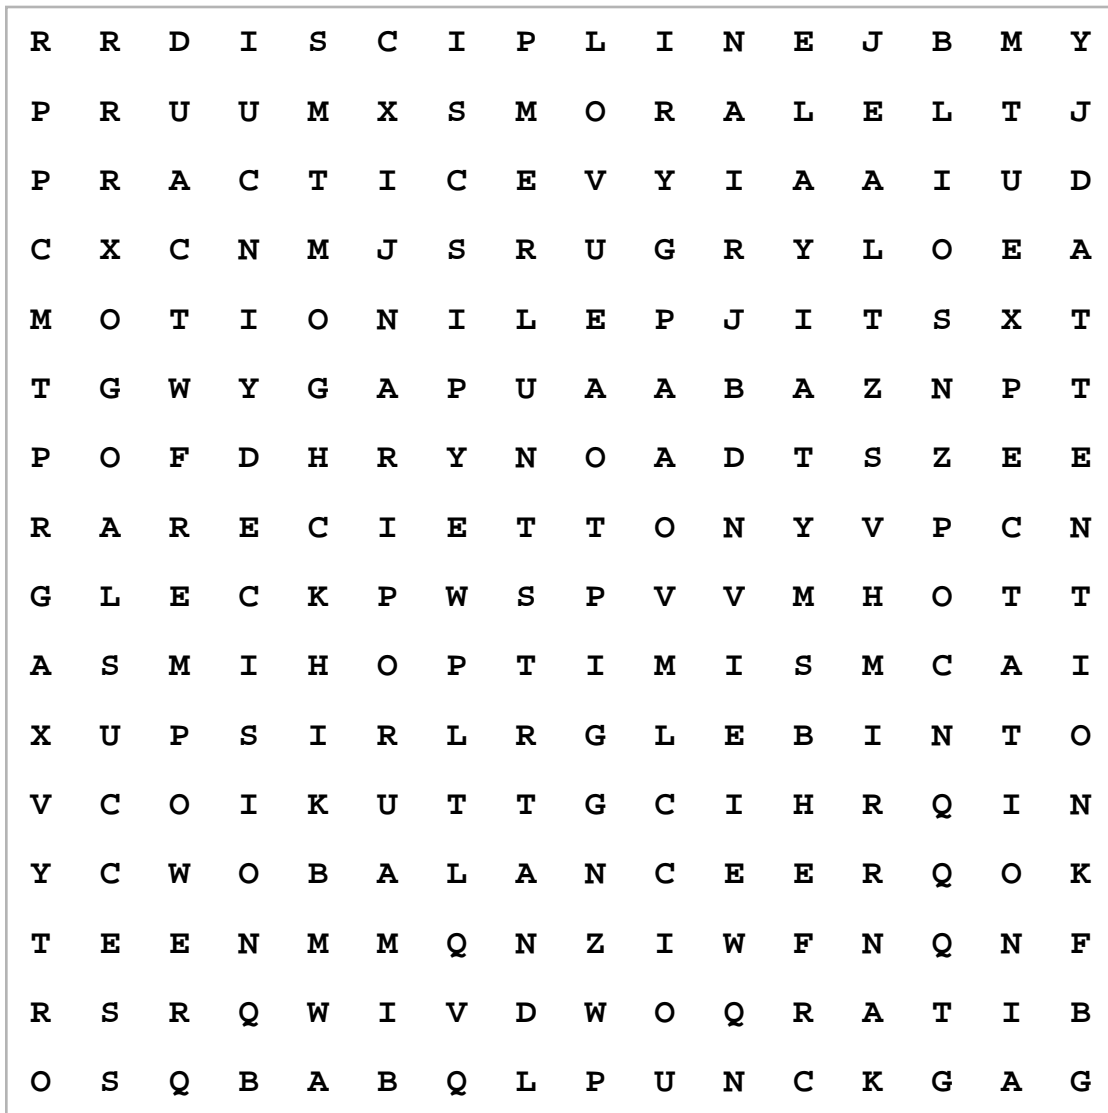 R R D I S C I P L I N E J B M Y
P R U U M X S M O R A L E L T J
P R A C T I C E V Y I A A I U D
C X C N M J S R U G R Y L O E A
M O T I O N I L E P J I T S X T
T G W Y G A P U A A B A Z N P T
P O F D H R Y N O A D T S Z E E
R A R E C I E T T O N Y V P C N
G L E C K P W S P V V M H O T T
A S M I H O P T I M I S M C A I
X U P S I R L R G L E B I N T O
V C O I K U T T G C I H R Q I N
Y C W O B A L A N C E E R Q O K
T E E N M M Q N Z I W F N Q N F
R S R Q W I V D W O Q R A T I B
O S Q B A B Q L P U N C K G A G